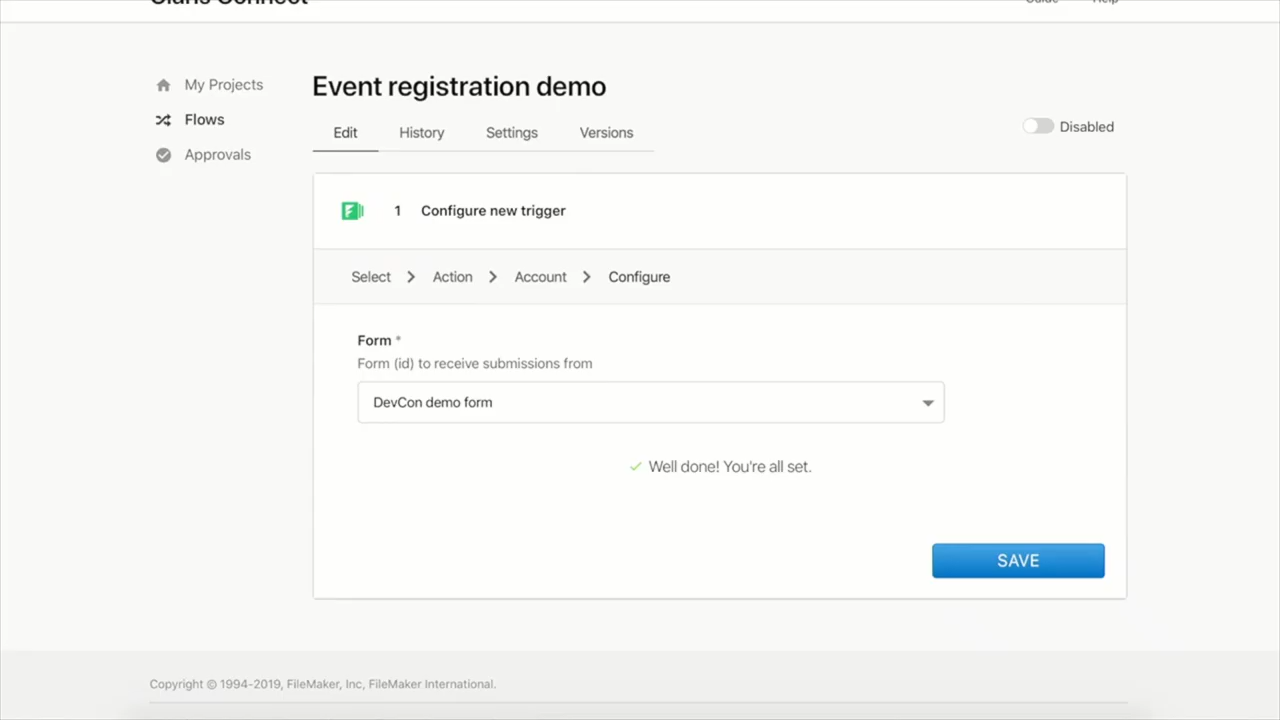 Claris Connect
Guide Help
My Projects
Flows
Approvals
Event registration demo
Edit History Settings Versions
Disabled
1 Configure new trigger
Select Action Account Configure
Form *
Form (id) to receive submissions from
DevCon demo form
Well done! You're all set.
SAVE
Copyright © 1994-2019, FileMaker, Inc, FileMaker International.